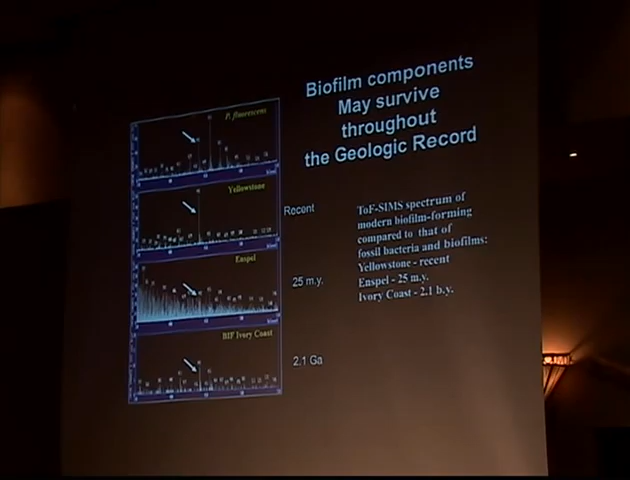 Biofilm components
May survive
throughout
the Geologic Record
P. fluorescens
Yellowstone
Recent
Enspel
25 m.y.
BIF Ivory Coast
2.1 Ga
ToF-SIMS spectrum of
modern biofilm-forming
compared to that of
fossil bacteria and biofilms:
Yellowstone - recent
Enspel - 25 m.y.
Ivory Coast - 2.1 b.y.